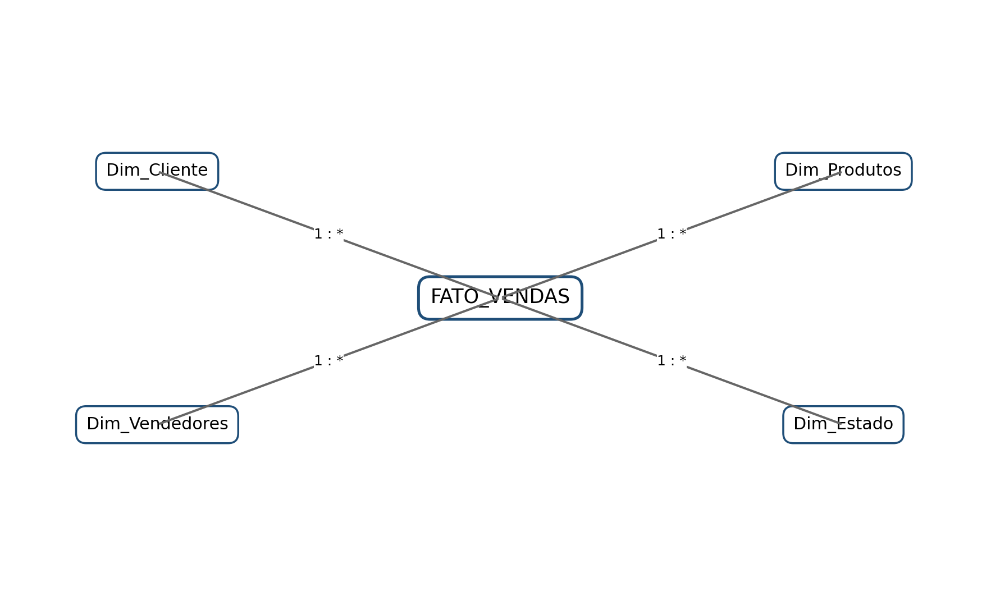 Dim_Cliente
Dim_Produtos
1 : *
1 : *
FATO_VENDAS
1 : *
1 : *
Dim_Vendedores
Dim_Estado